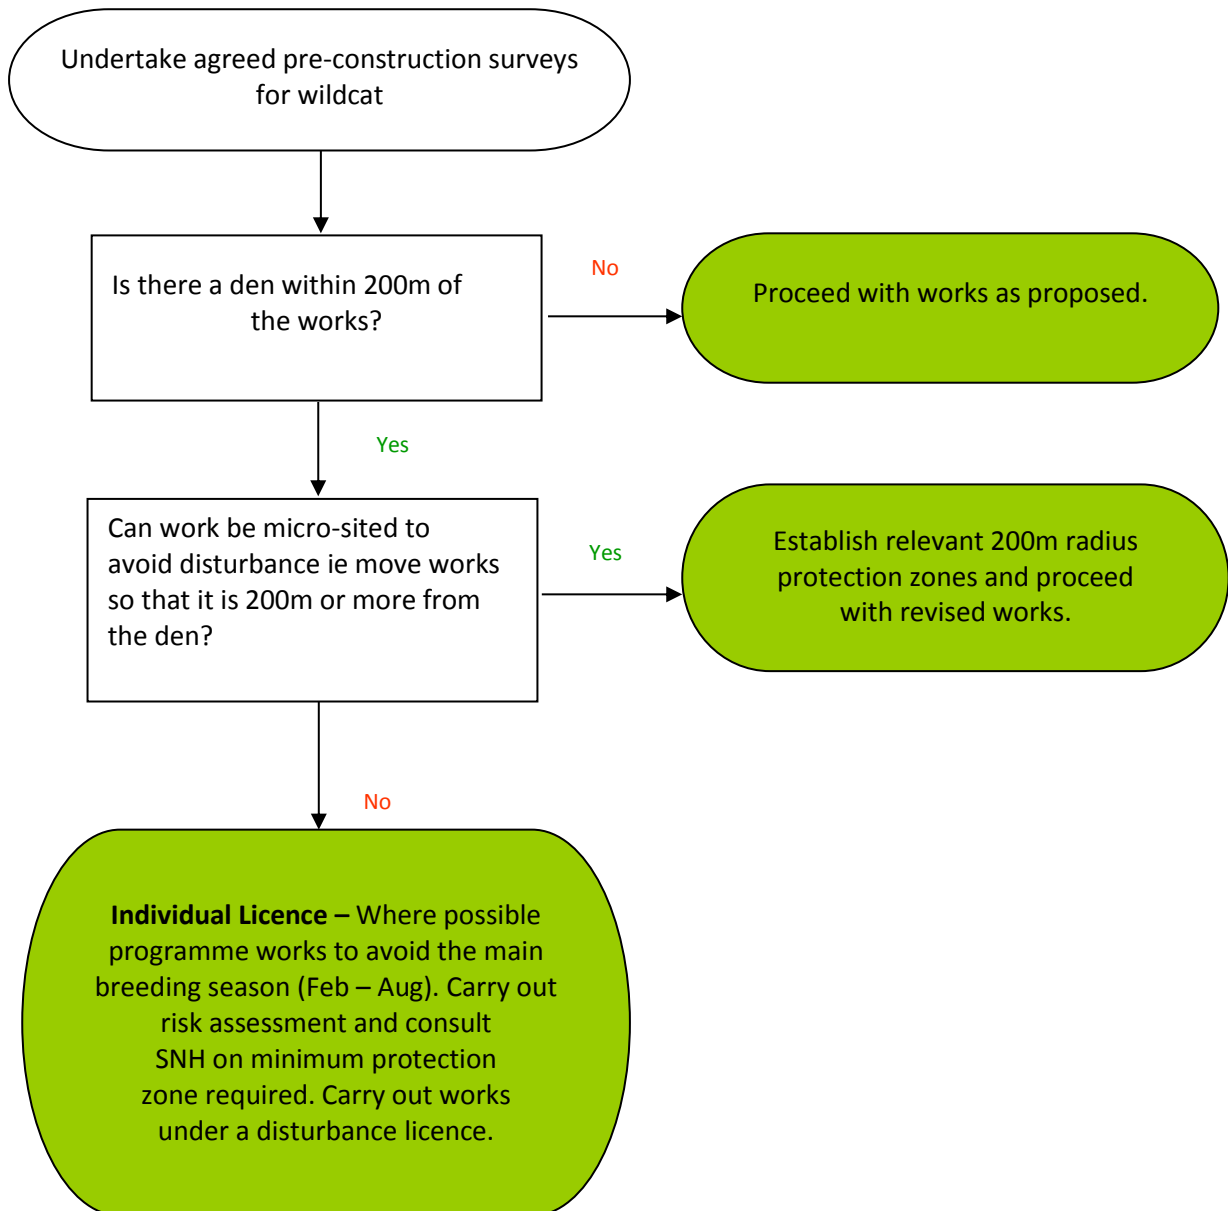 Undertake agreed pre-construction surveys
for wildcat
Is there a den within 200m of
the works?
No
Proceed with works as proposed.
Yes
Can work be micro-sited to
avoid disturbance ie move works
so that it is 200m or more from
the den?
Yes
Establish relevant 200m radius
protection zones and proceed
with revised works.
No
Individual Licence – Where possible
programme works to avoid the main
breeding season (Feb – Aug). Carry out
risk assessment and consult
SNH on minimum protection
zone required. Carry out works
under a disturbance licence.